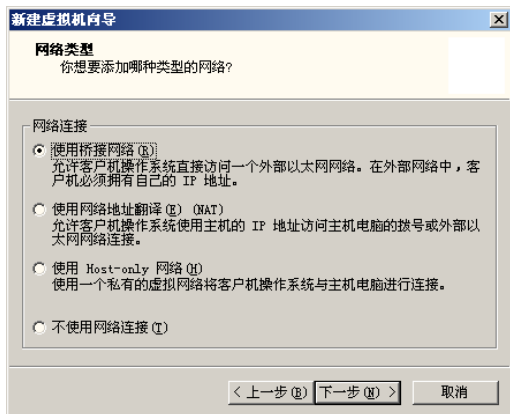 新建虚拟机向导
网络类型
你想要添加哪种类型的网络?
网络连接
使用桥接网络(R)
允许客户机操作系统直接访问一个外部以太网网络。在外部网络中，客
户机必须拥有自己的 IP 地址。
使用网络地址翻译(E) (NAT)
允许客户机操作系统使用主机的 IP 地址访问主机电脑的拨号或外部以
太网网络连接。
使用 Host-only 网络(H)
使用一个私有的虚拟网络将客户机操作系统与主机电脑进行连接。
不使用网络连接(T)
< 上一步(B) 下一步(N) > 取消